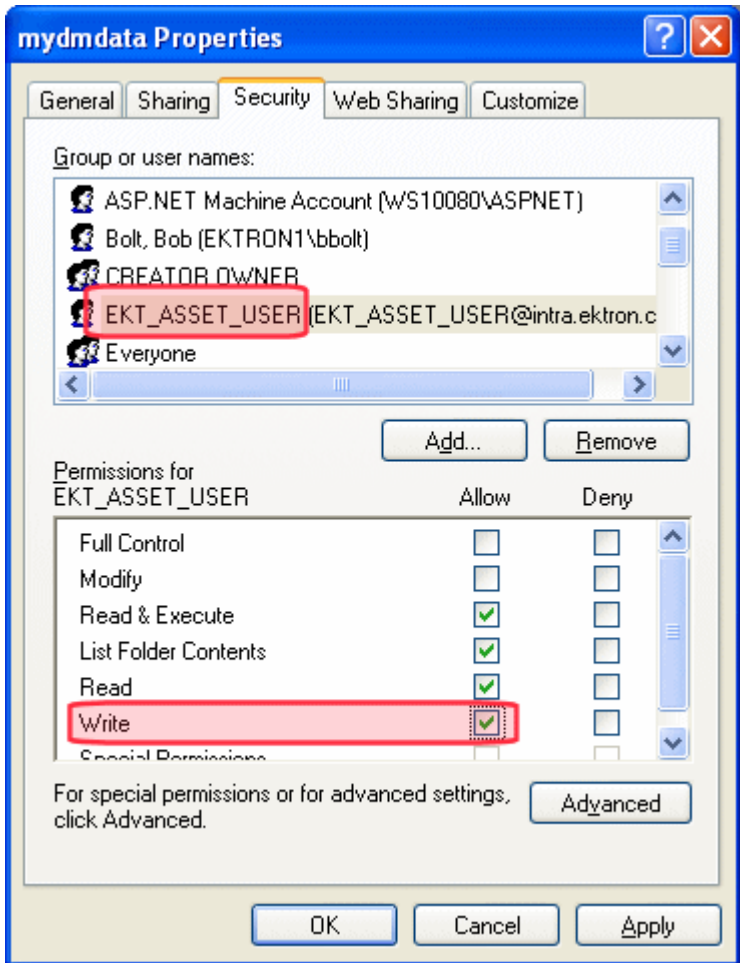 mydmdata Properties
General Sharing Security Web Sharing Customize
Group or user names:
ASP.NET Machine Account (WS10080\ASPNET)
Bolt, Bob (EKTRON1\bbolt)
CREATOR OWNER
EKT_ASSET_USER (EKT_ASSET_USER@intra.ektron.c
Everyone
Add... Remove
Permissions for
EKT_ASSET_USER Allow Deny
Full Control
Modify
Read & Execute
List Folder Contents
Read
Write
Special Permissions
For special permissions or for advanced settings,
click Advanced.
Advanced
OK Cancel Apply